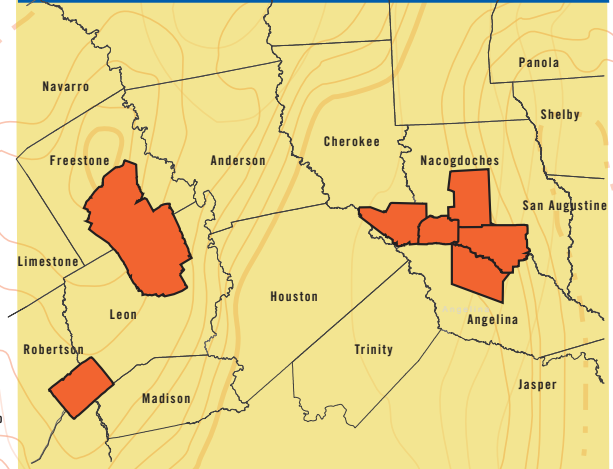 Panola
Navarro
Shelby
Cherokee
Freestone
Anderson
Nacogdoches
San Augustine
Limestone
Houston
Leon
Angelina
Robertson
Trinity
Jasper
Madison